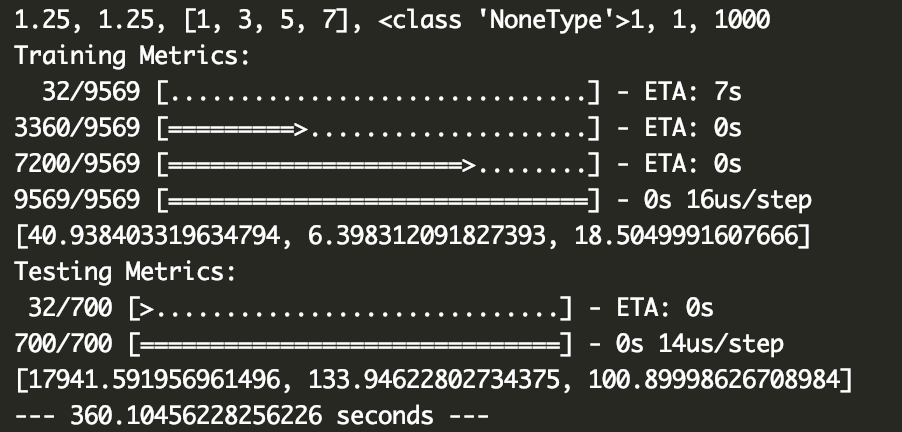 1.25, 1.25, [1, 3, 5, 7], <class 'NoneType'>1, 1, 1000
Training Metrics:
  32/9569 [..............................] - ETA: 7s
3360/9569 [=========>....................] - ETA: 0s
7200/9569 [=====================>........] - ETA: 0s
9569/9569 [==============================] - 0s 16us/step
[40.938403319634794, 6.398312091827393, 18.5049991607666]
Testing Metrics:
 32/700 [>.............................] - ETA: 0s
700/700 [==============================] - 0s 14us/step
[17941.591956961496, 133.94622802734375, 100.89998626708984]
--- 360.10456228256226 seconds ---